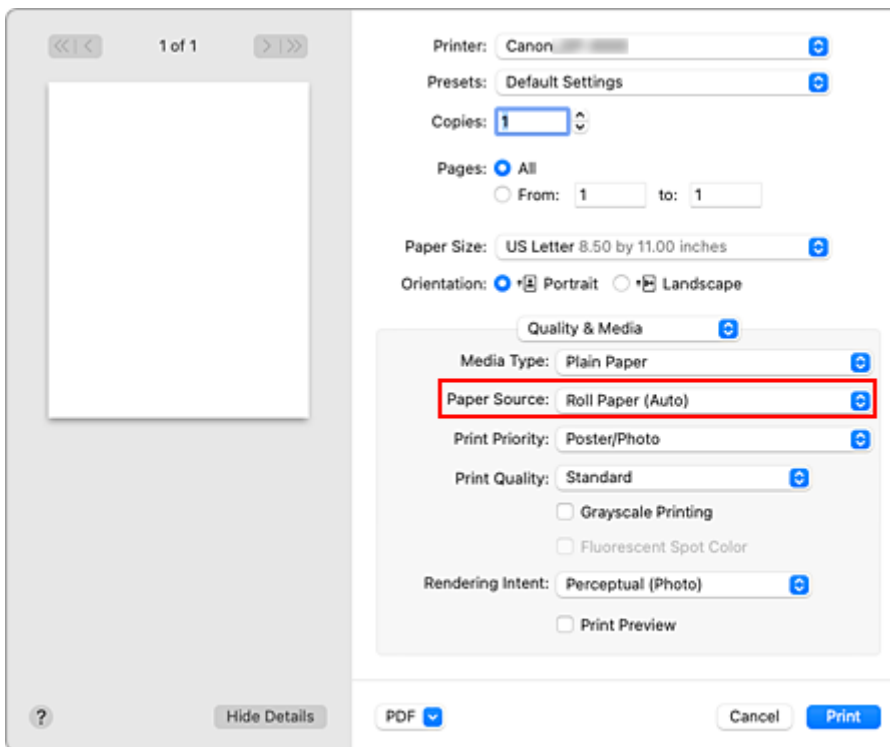 1 of 1
Printer: Canon
Presets: Default Settings
Copies: 1
Pages: All
From: 1 to: 1
Paper Size: US Letter 8.50 by 11.00 inches
Orientation: Portrait Landscape
Quality & Media
Media Type: Plain Paper
Paper Source: Roll Paper (Auto)
Print Priority: Poster/Photo
Print Quality: Standard
Grayscale Printing
Fluorescent Spot Color
Rendering Intent: Perceptual (Photo)
Print Preview
? Hide Details PDF Cancel Print